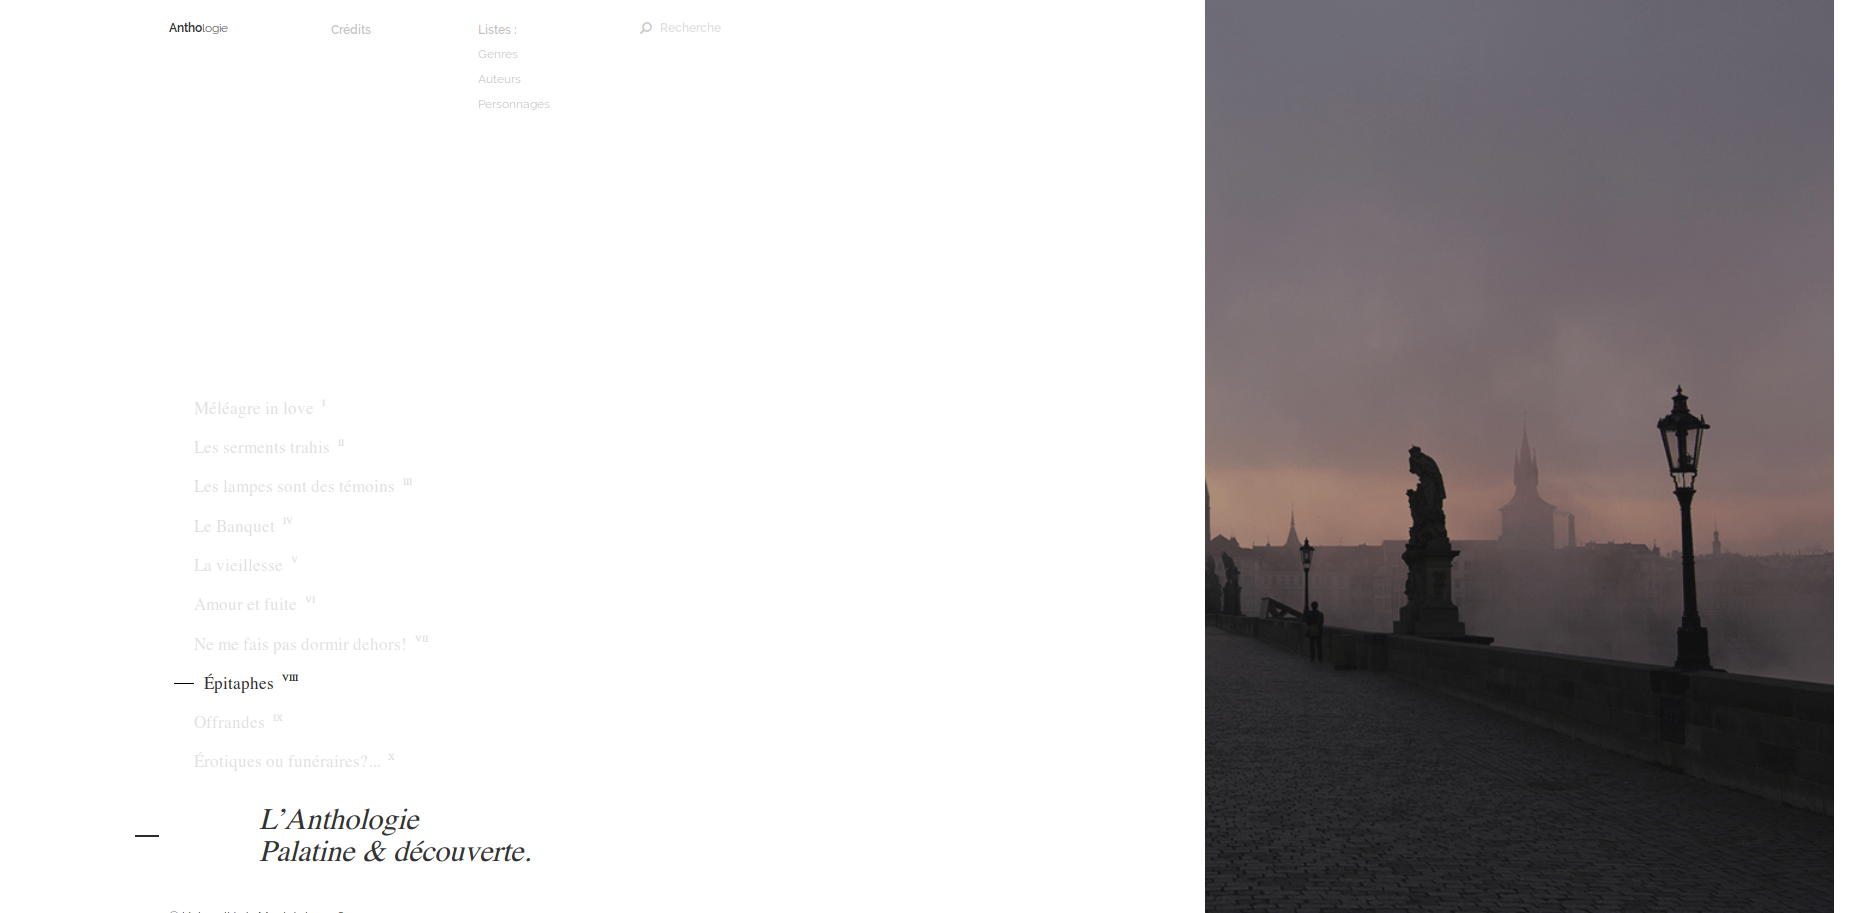 Anthologie
Crédits
Listes :
Genres
Auteurs
Personnages
Recherche
Méléagre in love I
Les serments trahis II
Les lampes sont des témoins III
Le Banquet IV
La vieillesse V
Amour et fuite VI
Ne me fais pas dormir dehors! VII
Épitaphes VIII
Offrandes IX
Érotiques ou funéraires?... X
L’Anthologie
Palatine & découverte.